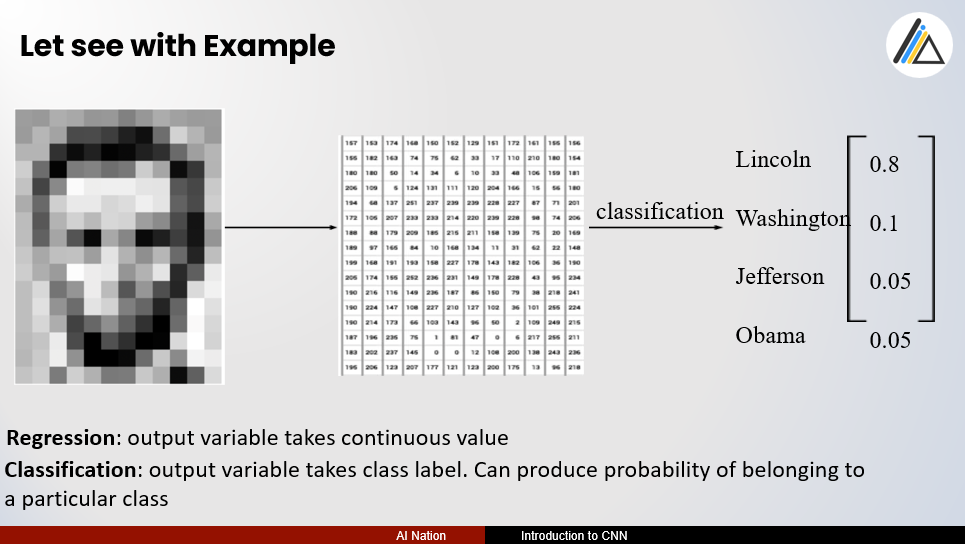 Let see with Example
157 153 174 168 150 152 129 151 172 161 155 156
155 182 163 74 75 62 33 17 110 210 180 154
180 180 50 14 34 6 10 33 48 106 159 181
206 109 5 124 131 111 120 204 166 15 56 180
194 68 137 251 237 239 239 228 227 87 71 201
172 105 207 233 233 214 220 239 228 98 74 206
188 88 179 209 185 215 211 158 139 75 20 169
189 97 165 84 10 168 134 11 31 62 22 148
199 168 191 193 158 227 178 143 182 106 36 190
205 174 155 252 236 231 149 178 228 43 95 234
190 216 116 149 236 187 86 150 79 38 218 241
190 224 147 108 227 210 127 102 36 101 255 224
190 214 173 66 103 143 96 50 2 109 249 215
187 196 235 75 1 81 47 0 6 217 255 211
183 202 237 145 0 0 12 108 200 138 243 236
195 206 123 207 177 121 123 200 175 13 96 218
classification
Lincoln 0.8
Washington 0.1
Jefferson 0.05
Obama 0.05
Regression: output variable takes continuous value
Classification: output variable takes class label. Can produce probability of belonging to
a particular class
AI Nation Introduction to CNN